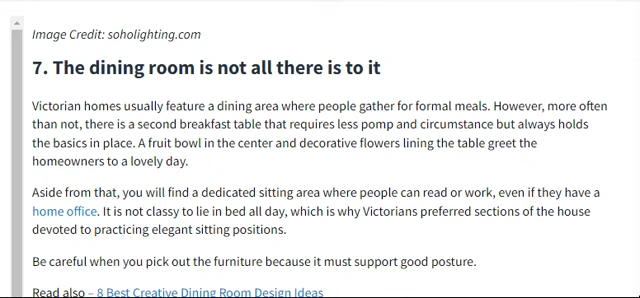 Image Credit: soholighting.com
7. The dining room is not all there is to it
Victorian homes usually feature a dining area where people gather for formal meals. However, more often
than not, there is a second breakfast table that requires less pomp and circumstance but always holds
the basics in place. A fruit bowl in the center and decorative flowers lining the table greet the
homeowners to a lovely day.
Aside from that, you will find a dedicated sitting area where people can read or work, even if they have a
home office. It is not classy to lie in bed all day, which is why Victorians preferred sections of the house
devoted to practicing elegant sitting positions.
Be careful when you pick out the furniture because it must support good posture.
Read also – 8 Best Creative Dining Room Design Ideas